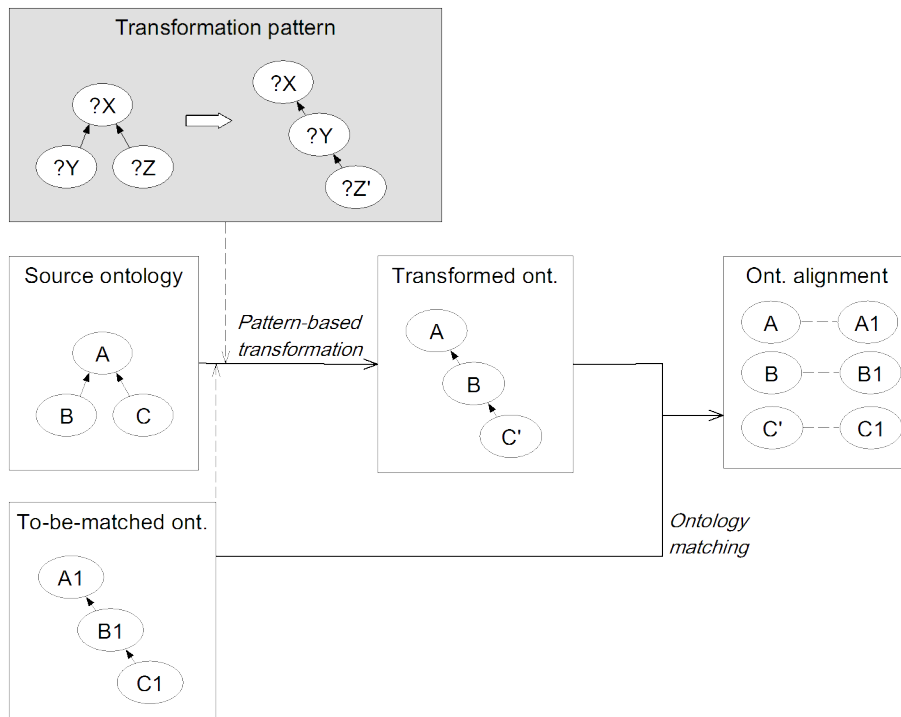 Transformation pattern
?X
?Y
?Z
?X
?Y
?Z'
Source ontology
A
B
C
Pattern-based
transformation
Transformed ont.
A
B
C'
Ont. alignment
A
A1
B
B1
C'
C1
To-be-matched ont.
A1
B1
C1
Ontology
matching